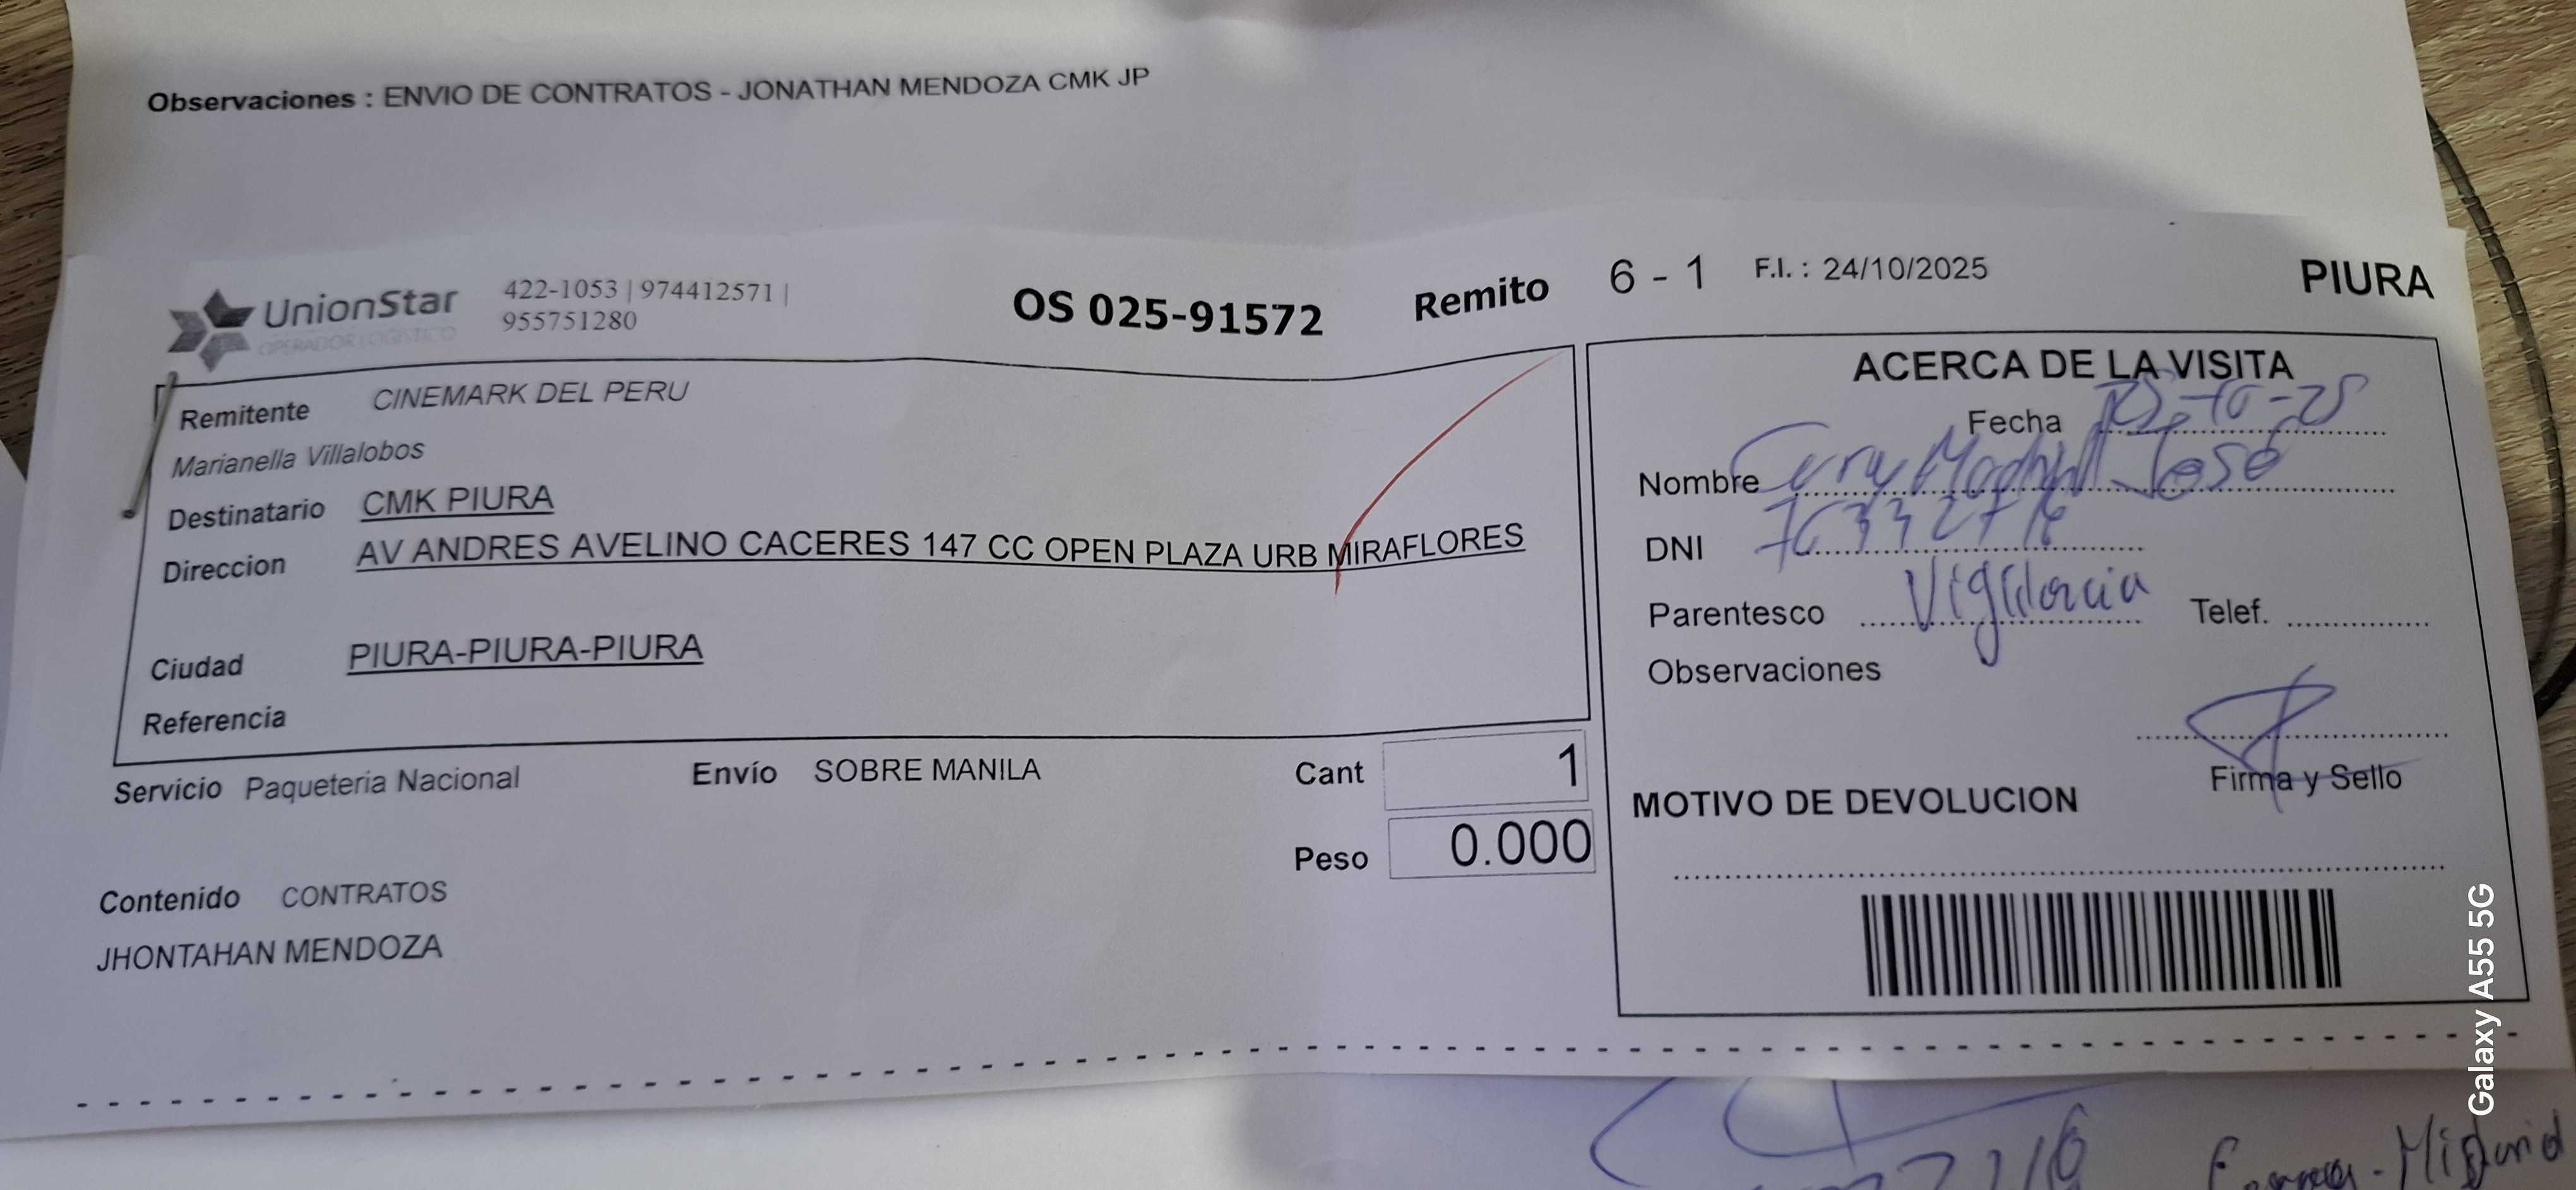 Observaciones : ENVIO DE CONTRATOS - JONATHAN MENDOZA CMK JP
UnionStar
OPERADOR LOGISTICO
422-1053 | 974412571 |
955751280
OS 025-91572
Remito 6 - 1 F.I. : 24/10/2025
PIURA
Remitente CINEMARK DEL PERU
Marianella Villalobos
Destinatario CMK PIURA
Direccion AV ANDRES AVELINO CACERES 147 CC OPEN PLAZA URB MIRAFLORES
Ciudad PIURA-PIURA-PIURA
Referencia
Servicio Paqueteria Nacional Envío SOBRE MANILA Cant 1
Peso 0.000
Contenido CONTRATOS
JHONTAHAN MENDOZA
ACERCA DE LA VISITA
Fecha
Nombre José
DNI
Parentesco Vigilancia Telef.
Observaciones
Firma y Sello
MOTIVO DE DEVOLUCION
Galaxy A55 5G